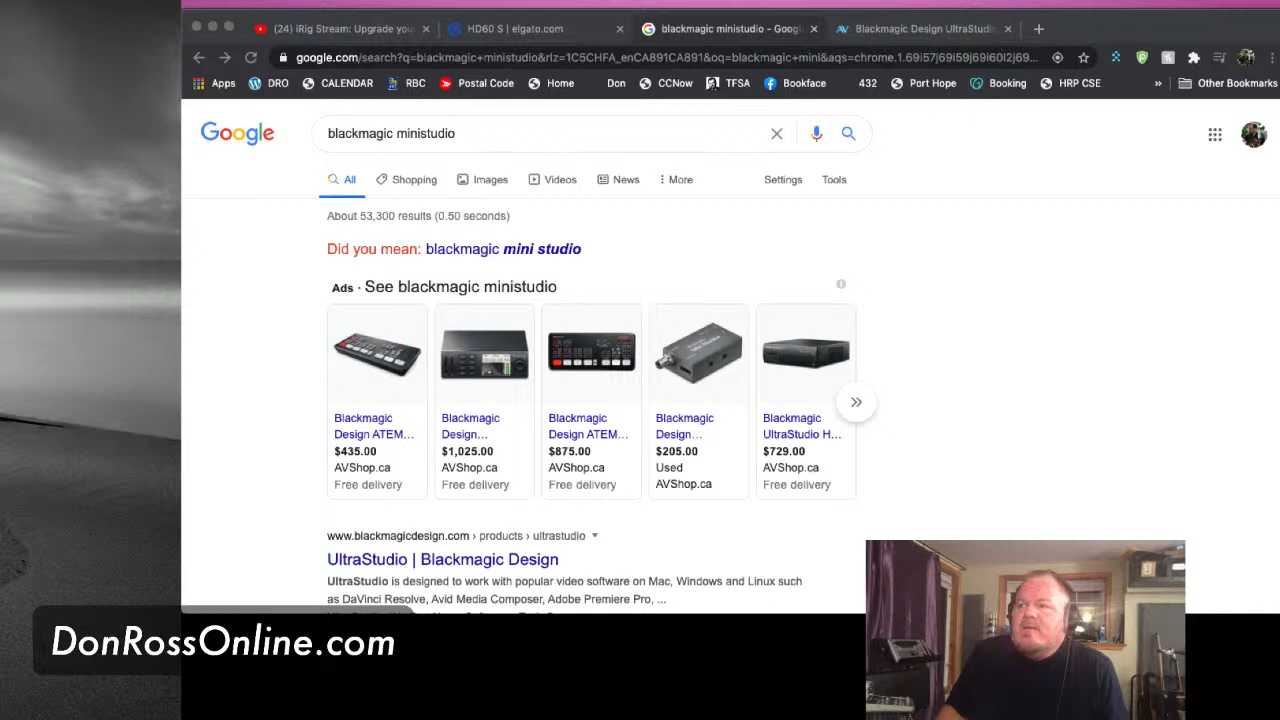 (24) iRig Stream: Upgrade you
HD60 S | elgato.com
blackmagic ministudio - Goog
Blackmagic Design UltraStudi
google.com/search?q=blackmagic+ministudio&rlz=1C5CHFA_enCA891CA891&oq=blackmagic+mini&aqs=chrome.1.69i57j69i59j69i60l2j69...
Apps
DRO
CALENDAR
RBC
Postal Code
Home
Don
CCNow
TFSA
Bookface
432
Port Hope
Booking
HRP CSE
»
Other Bookmarks
Google
blackmagic ministudio
All
Shopping
Images
Videos
News
More
Settings
Tools
About 53,300 results (0.50 seconds)
Did you mean: blackmagic mini studio
Ads · See blackmagic ministudio
Blackmagic
Design ATEM...
$435.00
AVShop.ca
Free delivery
Blackmagic
Design...
$1,025.00
AVShop.ca
Free delivery
Blackmagic
Design ATEM...
$875.00
AVShop.ca
Free delivery
Blackmagic
Design...
$205.00
Used
AVShop.ca
Blackmagic
UltraStudio H...
$729.00
AVShop.ca
Free delivery
www.blackmagicdesign.com › products › ultrastudio
UltraStudio | Blackmagic Design
UltraStudio is designed to work with popular video software on Mac, Windows and Linux such
as DaVinci Resolve, Avid Media Composer, Adobe Premiere Pro, ...
DonRossOnline.com